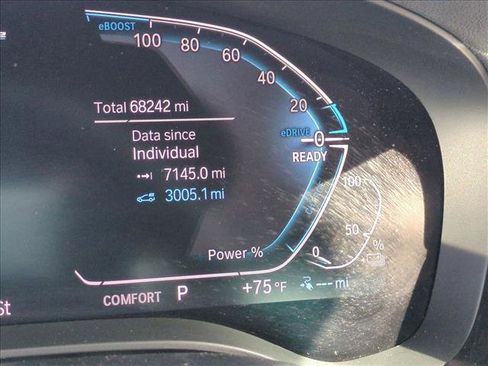 eBOOST
100 80 60 40 20
Total 68242 mi
eDRIVE 0
Data since
READY
Individual
7145.0 mi
3005.1 mi
100
50
%
Power %
0
COMFORT P +75°F --- mi
St